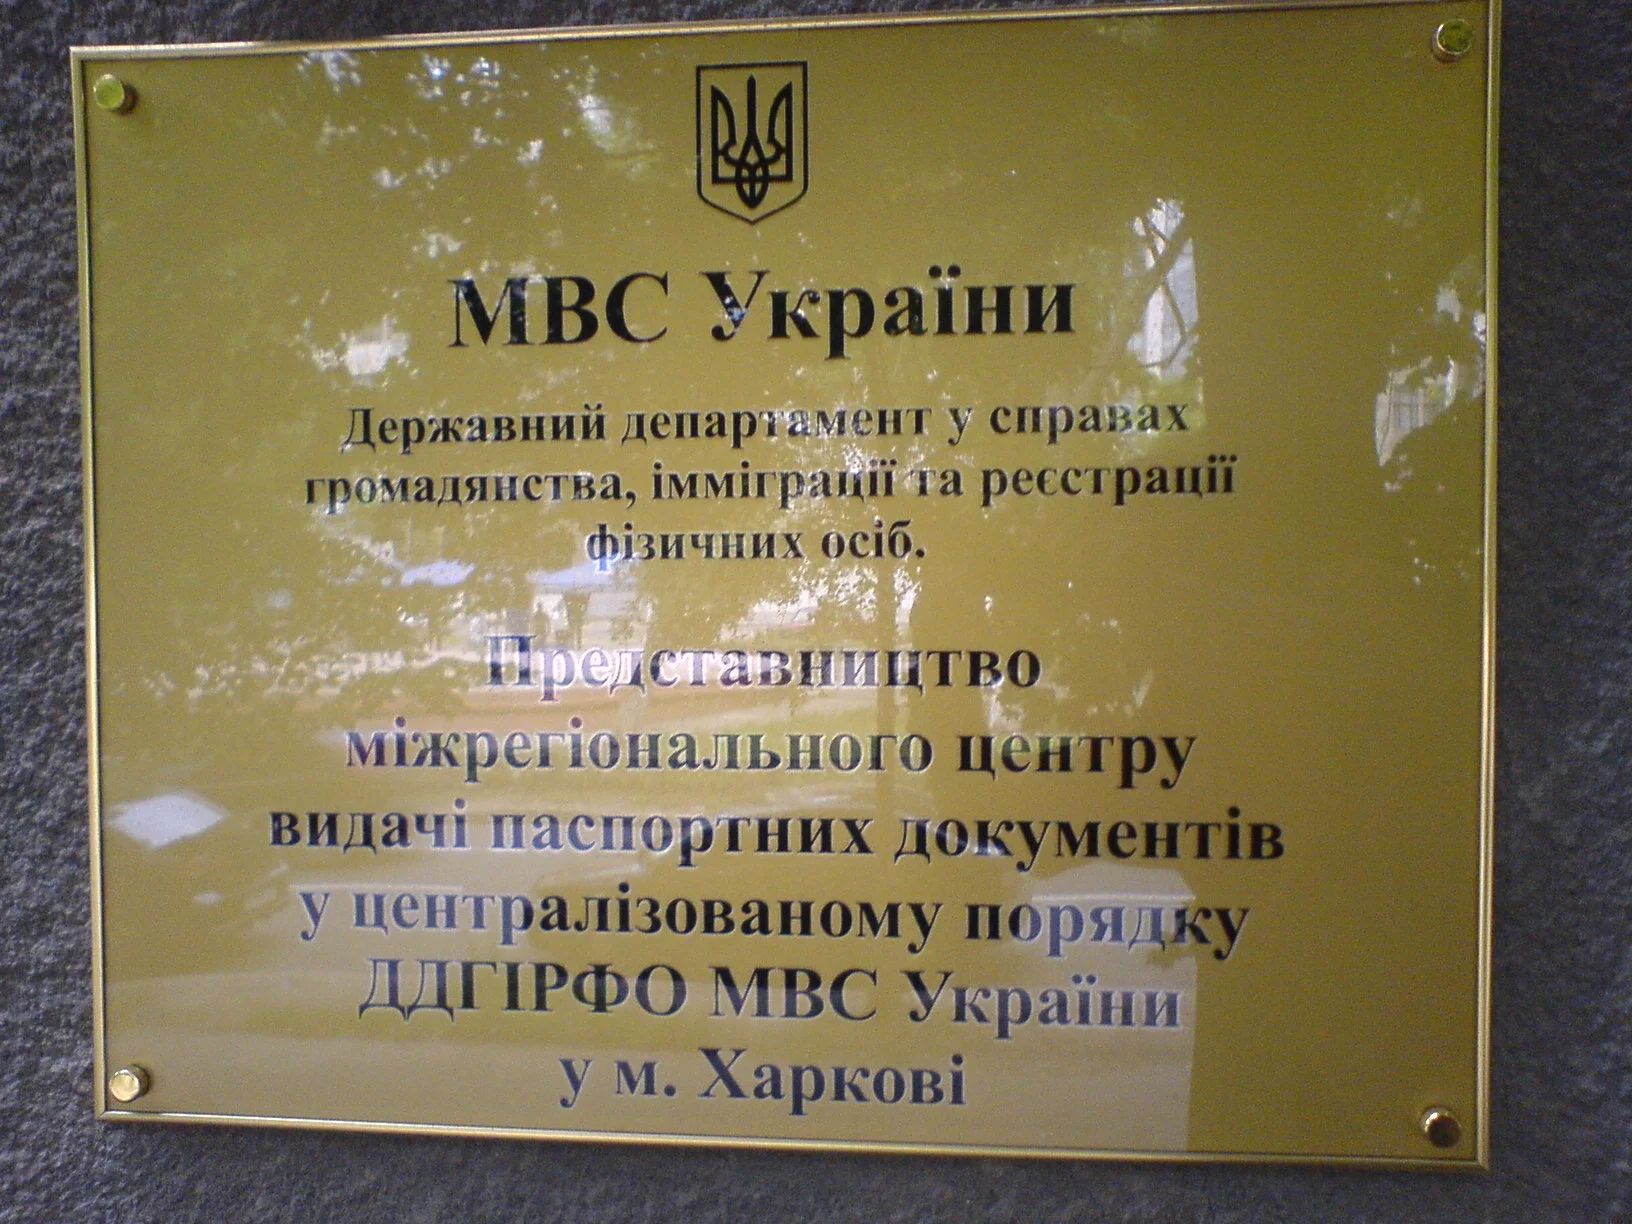 МВС України
Державний департамент у справах
громадянства, імміграції та реєстрації
фізичних осіб.
Представництво
міжрегіонального центру
видачі паспортних документів
у централізованому порядку
ДДГІРФО МВС України
у м. Харкові